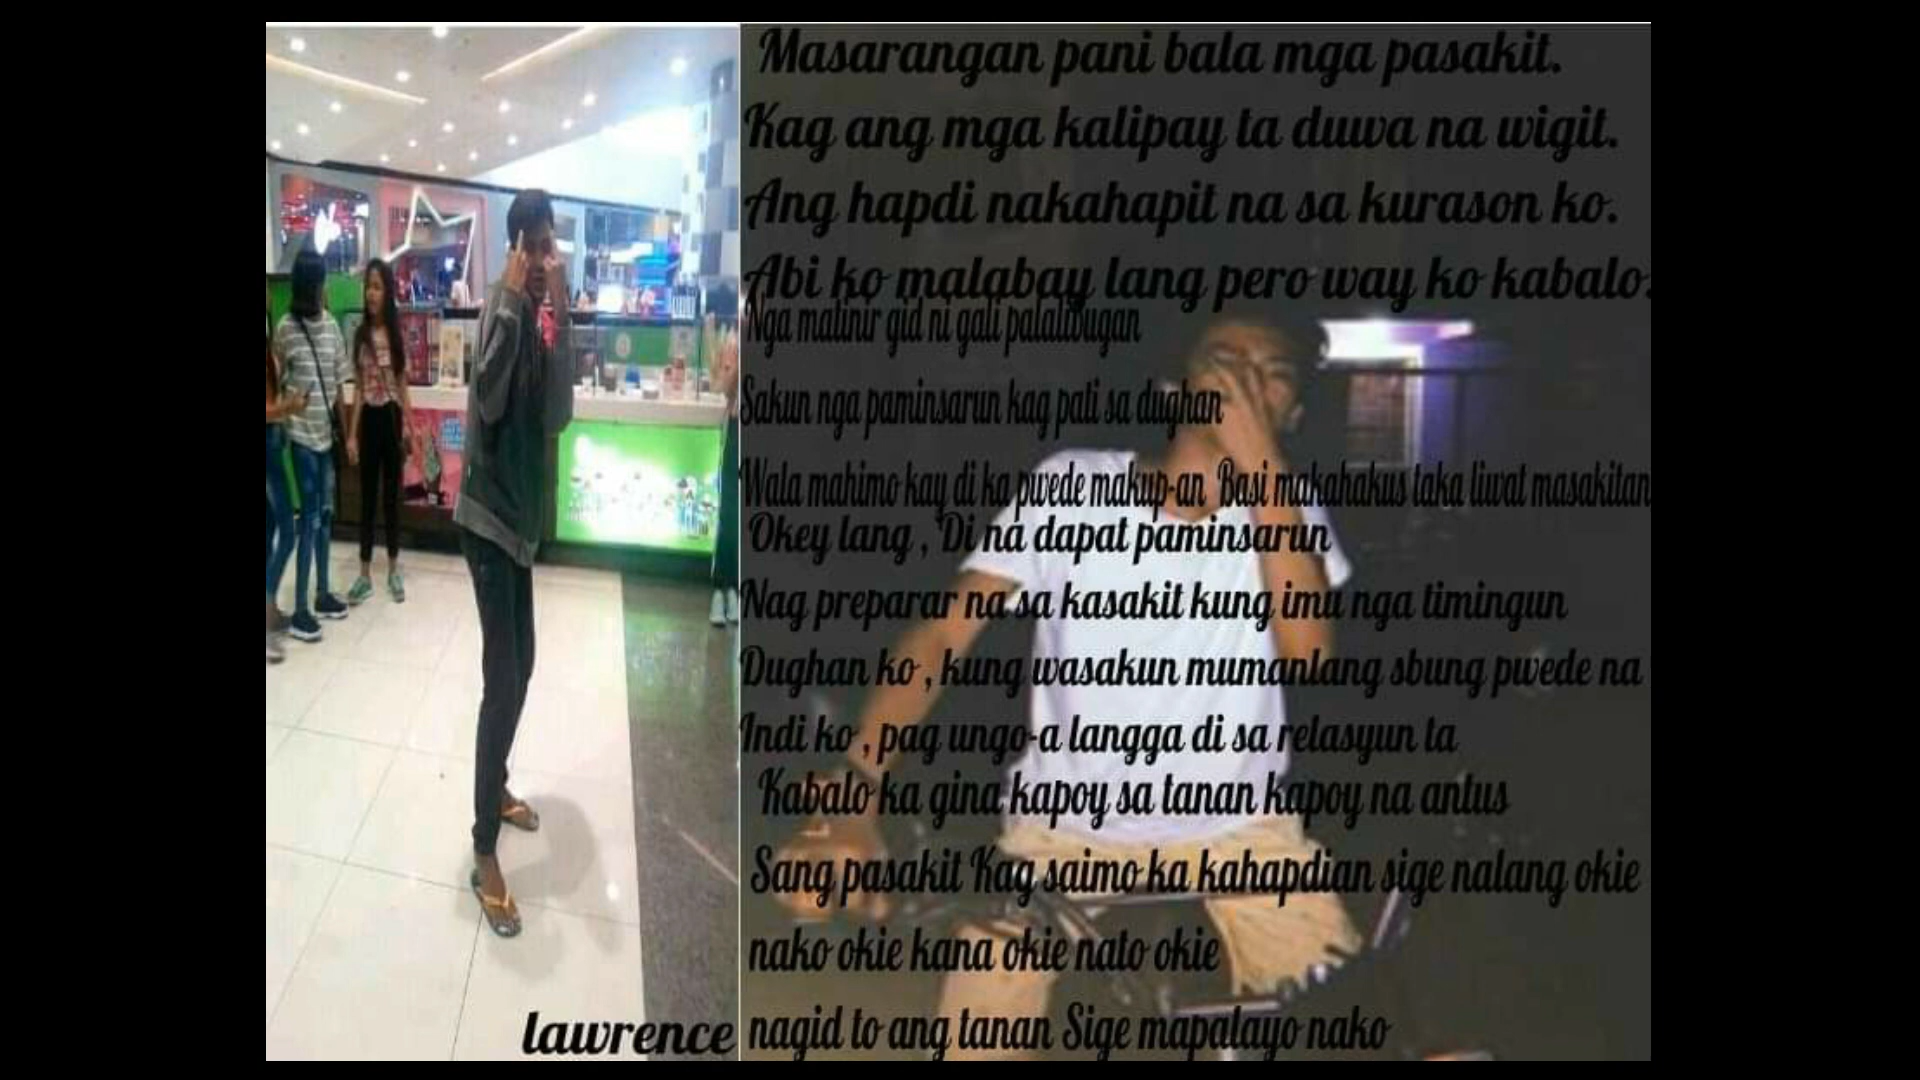 Masarangan pani bala mga pasakit.
Kag ang mga kalipay ta duwa na wigit.
Ang hapdi nakahapit na sa kurason ko.
Abi ko malabay lang pero way ko kabalo.
Nga matinir gid ni gali palalibugan
Sakun nga paminsarun kag pati sa dughan
Wala mahimo kay di ka pwede makup-an Basi makahakus taka liwat masakitan
Okey lang , Di na dapat paminsarun
Nag preparar na sa kasakit kung imu nga timingun
Dughan ko , kung wasakun mumanlang sbung pwede na
Indi ko , pag ungo-a langga di sa relasyun ta
Kabalo ka gina kapoy sa tanan kapoy na antus
Sang pasakit Kag saimo ka kahapdian sige nalang okie
nako okie kana okie nato okie
nagid to ang tanan Sige mapalayo nako
lawrence